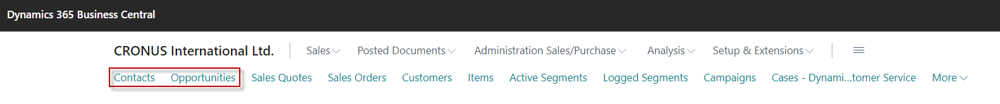 Dynamics 365 Business Central
CRONUS International Ltd. Sales Posted Documents Administration Sales/Purchase Analysis Setup & Extensions
Contacts Opportunities Sales Quotes Sales Orders Customers Items Active Segments Logged Segments Campaigns Cases - Dynami...tomer Service More